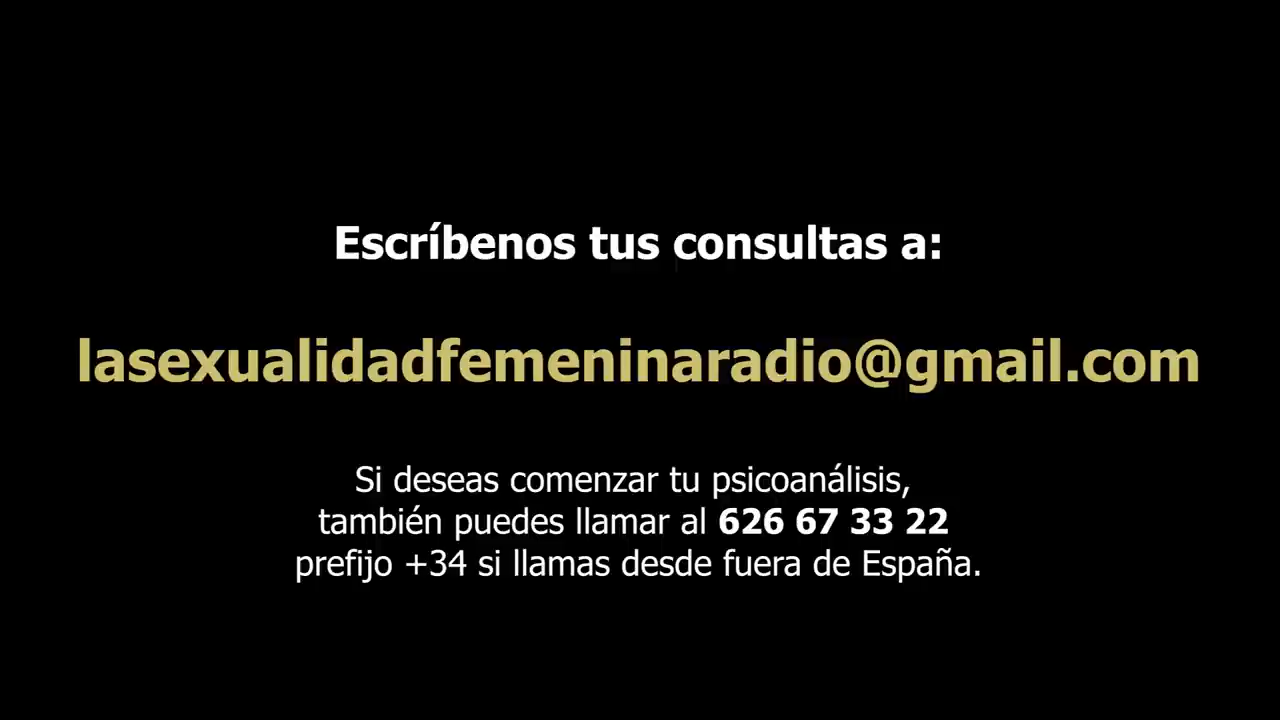 Escríbenos tus consultas a:
lasexualidadfemeninaradio@gmail.com
Si deseas comenzar tu psicoanálisis,
también puedes llamar al 626 67 33 22
prefijo +34 si llamas desde fuera de España.